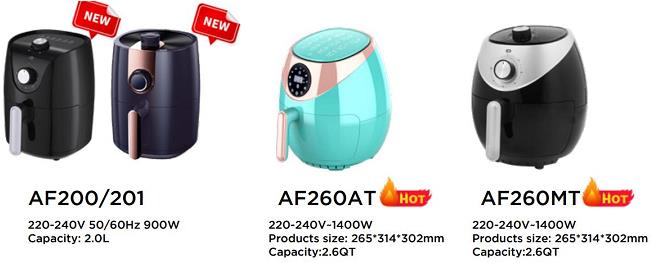 NEW
NEW
AF200/201
220-240V 50/60Hz 900W
Capacity: 2.0L
AF260AT HOT
220-240V~1400W
Products size: 265*314*302mm
Capacity:2.6QT
AF260MT HOT
220-240V~1400W
Products size: 265*314*302mm
Capacity:2.6QT